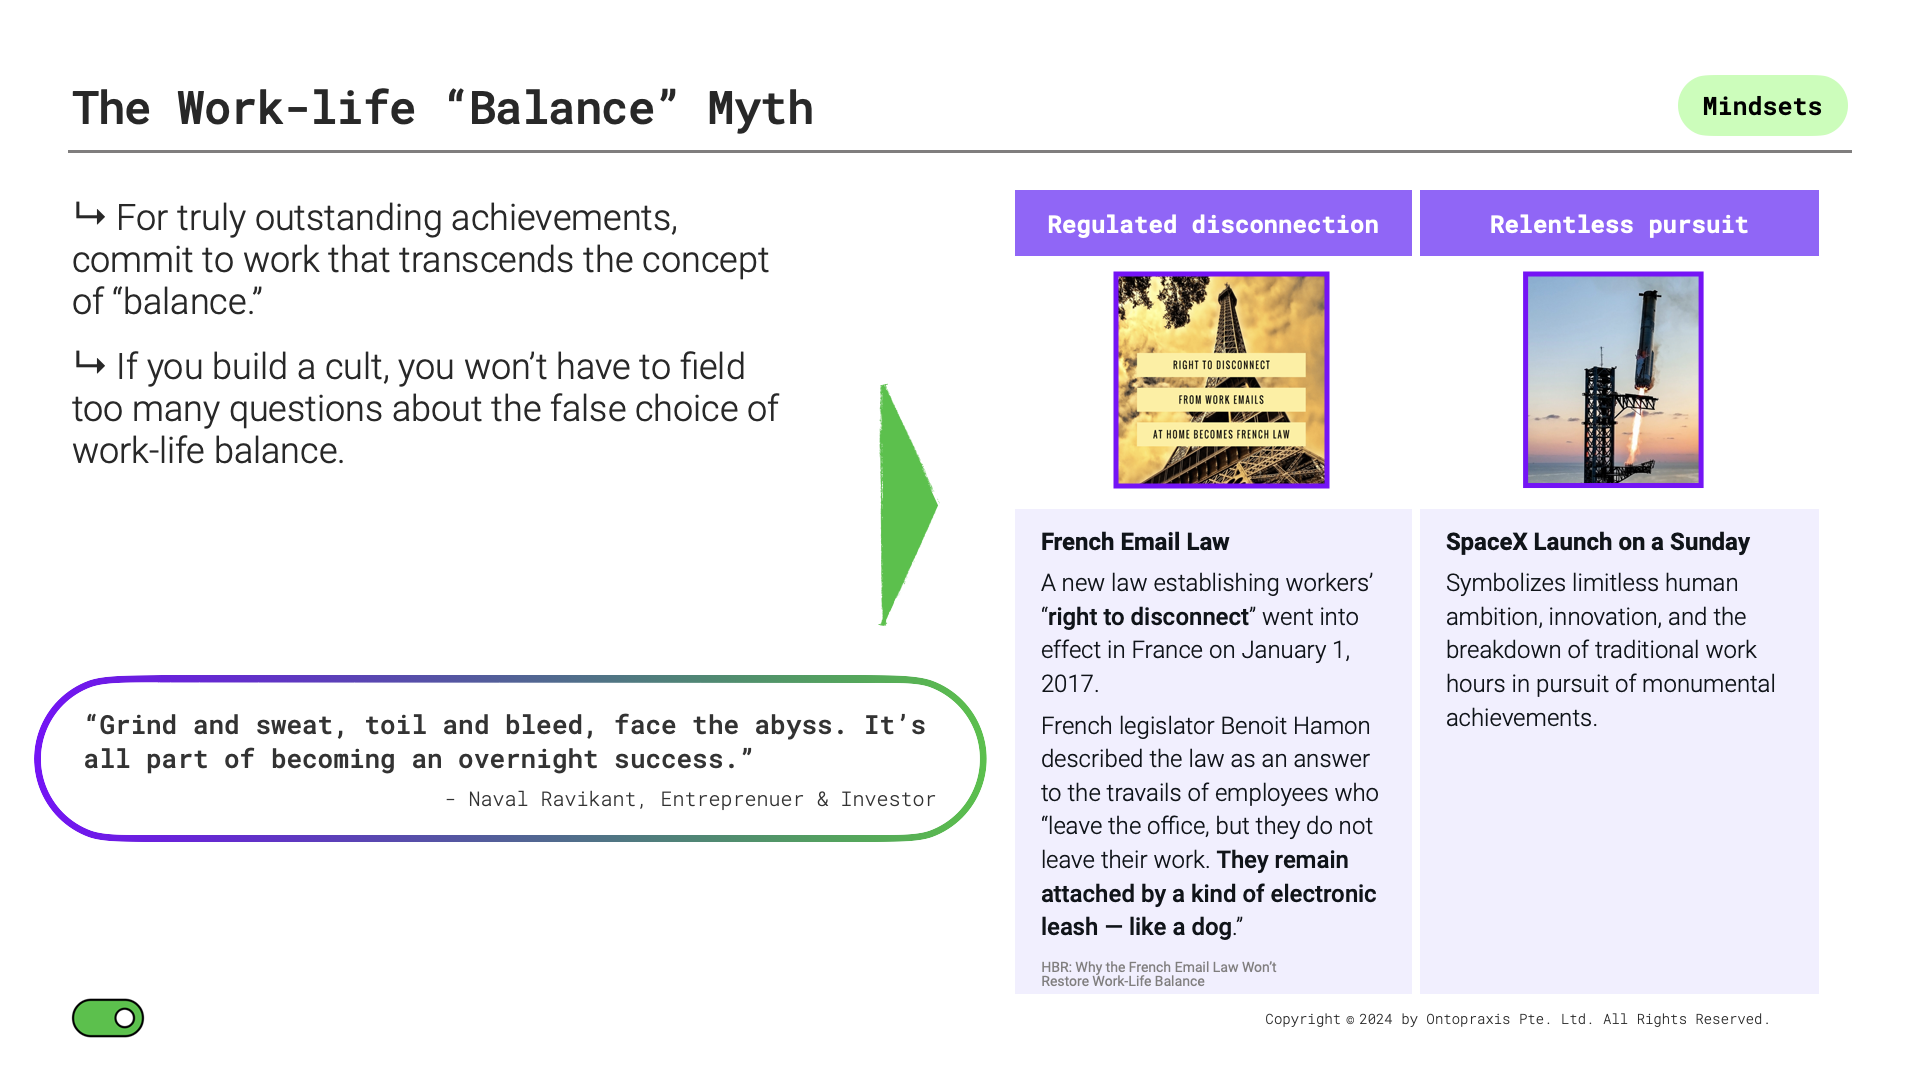 The Work-life “Balance” Myth
Mindsets
↳ For truly outstanding achievements,
commit to work that transcends the concept
of “balance.”
↳ If you build a cult, you won’t have to field
too many questions about the false choice of
work-life balance.
“Grind and sweat, toil and bleed, face the abyss. It’s
all part of becoming an overnight success.”
- Naval Ravikant, Entreprenuer & Investor
Regulated disconnection
RIGHT TO DISCONNECT
FROM WORK EMAILS
AT HOME BECOMES FRENCH LAW
French Email Law
A new law establishing workers’
“right to disconnect” went into
effect in France on January 1,
2017.
French legislator Benoit Hamon
described the law as an answer
to the travails of employees who
“leave the office, but they do not
leave their work. They remain
attached by a kind of electronic
leash — like a dog.”
HBR: Why the French Email Law Won’t
Restore Work-Life Balance
Relentless pursuit
SpaceX Launch on a Sunday
Symbolizes limitless human
ambition, innovation, and the
breakdown of traditional work
hours in pursuit of monumental
achievements.
Copyright © 2024 by Ontopraxis Pte. Ltd. All Rights Reserved.